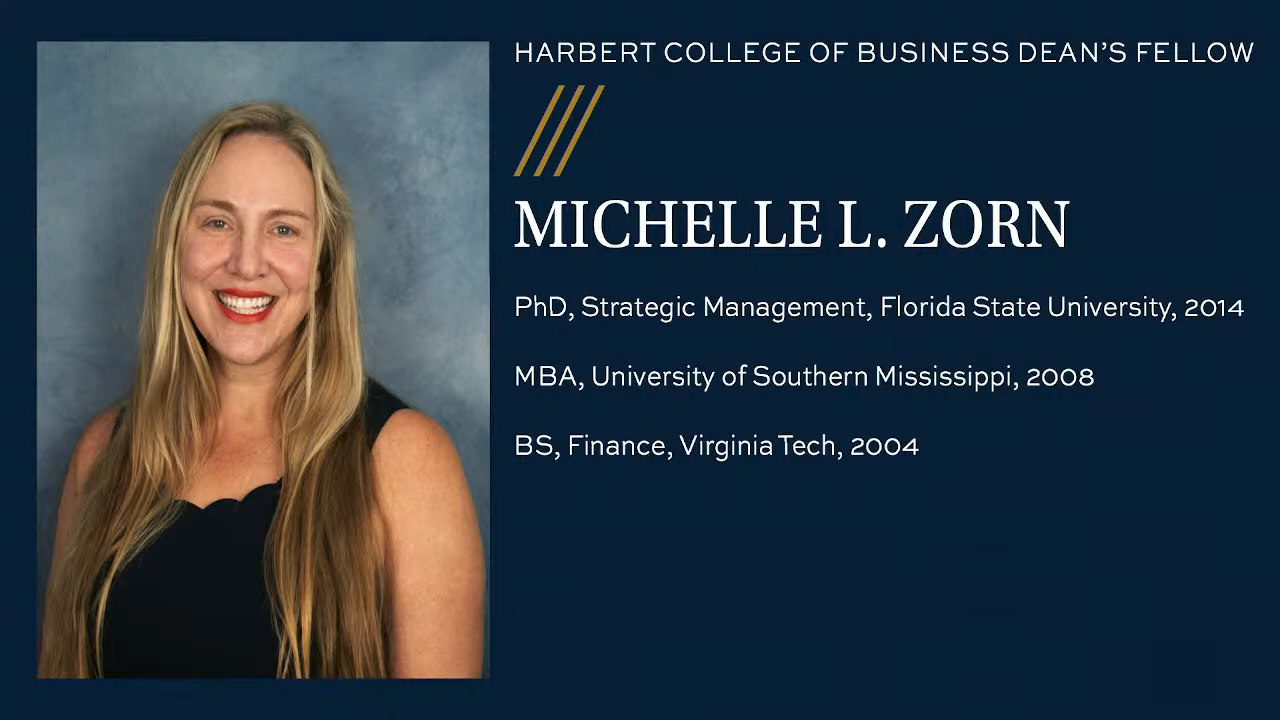 HARBERT COLLEGE OF BUSINESS DEAN’S FELLOW
MICHELLE L. ZORN
PhD, Strategic Management, Florida State University, 2014
MBA, University of Southern Mississippi, 2008
BS, Finance, Virginia Tech, 2004